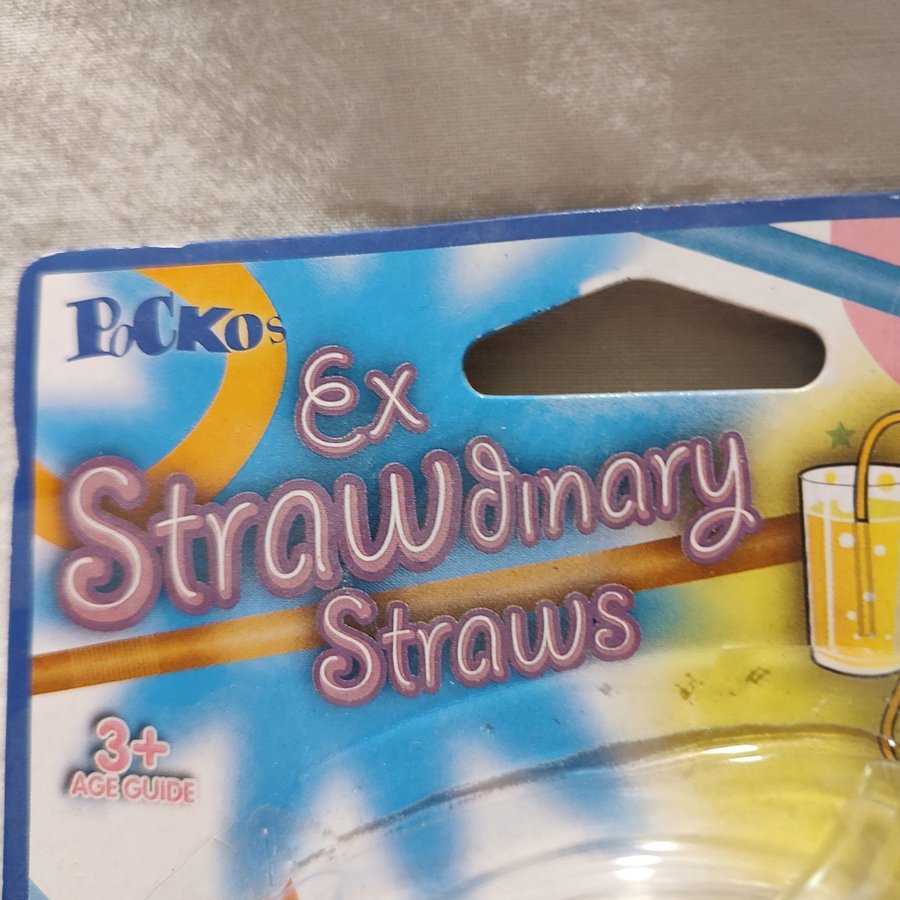 PoCKos
Ex
Strawdinary
Straws
3+
AGE GUIDE